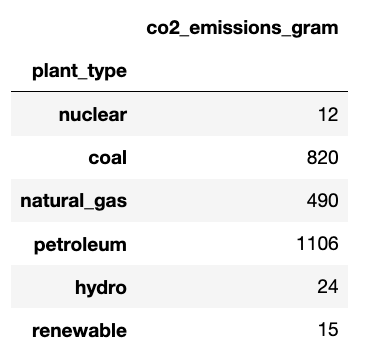 co2_emissions_gram
plant_type
nuclear 12
coal 820
natural_gas 490
petroleum 1106
hydro 24
renewable 15